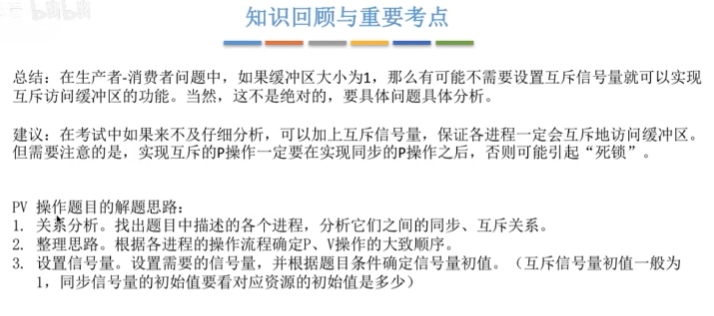 知识回顾与重要考点
总结：在生产者-消费者问题中，如果缓冲区大小为1，那么有可能不需要设置互斥信号量就可以实现
互斥访问缓冲区的功能。当然，这不是绝对的，要具体问题具体分析。
建议：在考试中如果来不及仔细分析，可以加上互斥信号量，保证各进程一定会互斥地访问缓冲区。
但需要注意的是，实现互斥的P操作一定要在实现同步的P操作之后，否则可能引起“死锁”。
PV 操作题目的解题思路：
1. 关系分析。找出题目中描述的各个进程，分析它们之间的同步、互斥关系。
2. 整理思路。根据各进程的操作流程确定P、V操作的大致顺序。
3. 设置信号量。设置需要的信号量，并根据题目条件确定信号量初值。（互斥信号量初值一般为
1，同步信号量的初始值要看对应资源的初始值是多少）